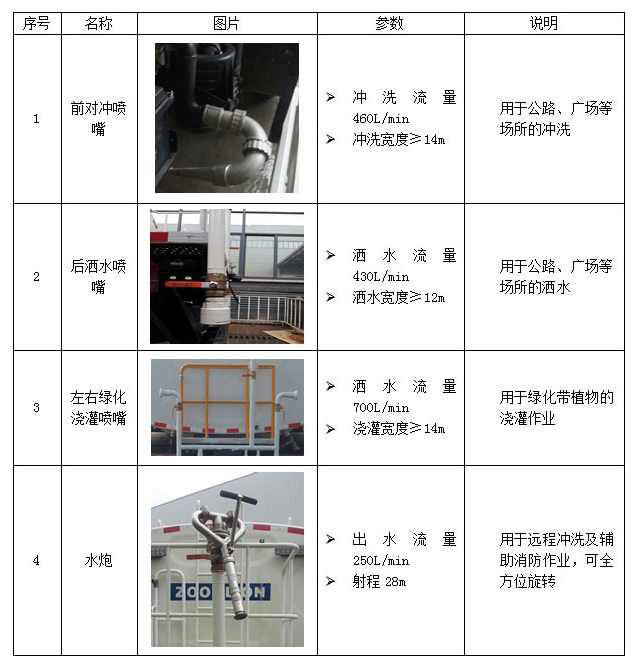 序号 名称 图片 参数 说明
1
前对冲喷
嘴
➢ 冲洗流量
460L/min
➢ 冲洗宽度≥14m
用于公路、广场等
场所的冲洗
2
后洒水喷
嘴
➢ 洒水流量
430L/min
➢ 洒水宽度≥12m
用于公路、广场等
场所的洒水
3
左右绿化
浇灌喷嘴
➢ 洒水流量
700L/min
➢ 浇灌宽度≥14m
用于绿化带植物的
浇灌作业
4
水炮
ZOOMLION
➢ 出水流量
250L/min
➢ 射程28m
用于远程冲洗及辅
助消防作业，可全
方位旋转